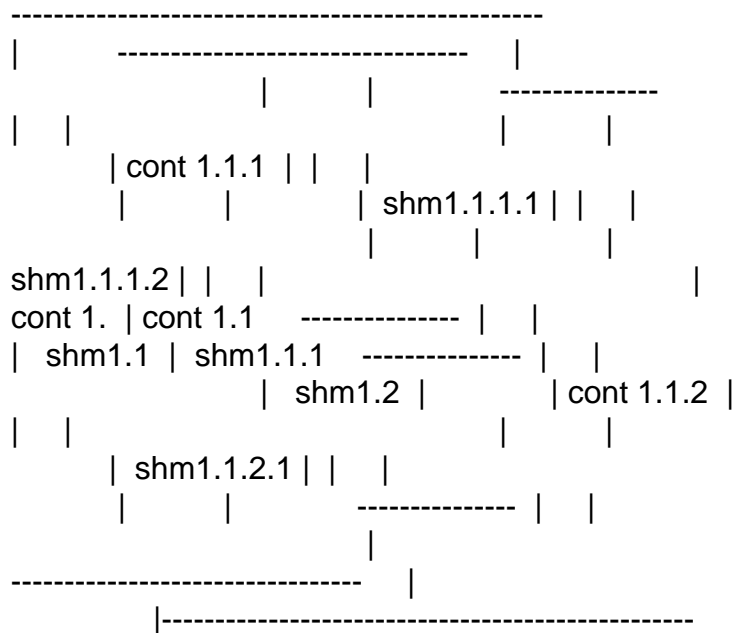 --------------------------------------------------
| --------------------------------- |
| | ---------------
| | | |
| cont 1.1.1 | | |
| | | shm1.1.1.1 | | |
| | |
shm1.1.1.2 | | | |
cont 1. | cont 1.1 --------------- | |
| shm1.1 | shm1.1.1 --------------- | |
| shm1.2 | | cont 1.1.2 |
| | | |
| shm1.1.2.1 | | |
| | --------------- | |
|
--------------------------------- |
|--------------------------------------------------